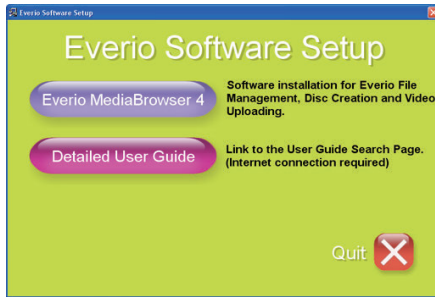 Everio Software Setup
Everio Software Setup
Everio MediaBrowser 4
Software installation for Everio File
Management, Disc Creation and Video
Uploading.
Detailed User Guide
Link to the User Guide Search Page.
(Internet connection required)
Quit